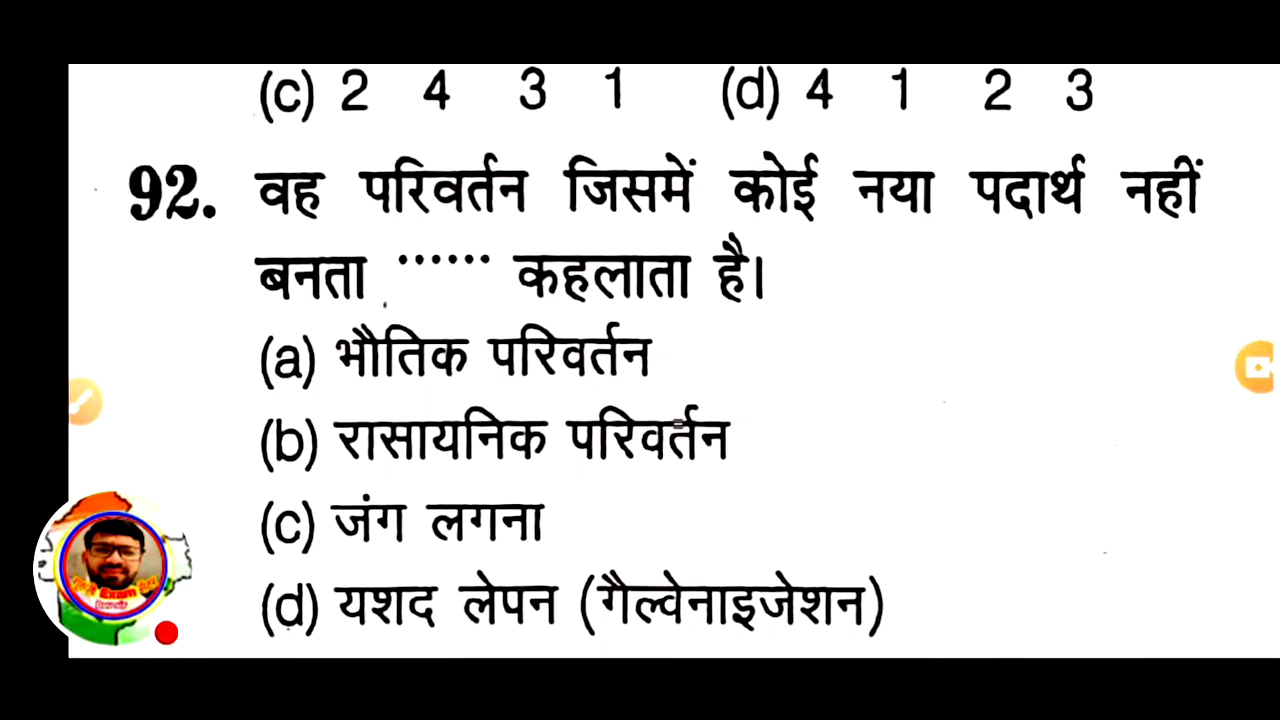 (c) 2 4 3 1 (d) 4 1 2 3
92. वह परिवर्तन जिसमें कोई नया पदार्थ नहीं
बनता ...... कहलाता है।
(a) भौतिक परिवर्तन
(b) रासायनिक परिवर्तन
(c) जंग लगना
(d) यशद लेपन (गैल्वेनाइजेशन)
Exam